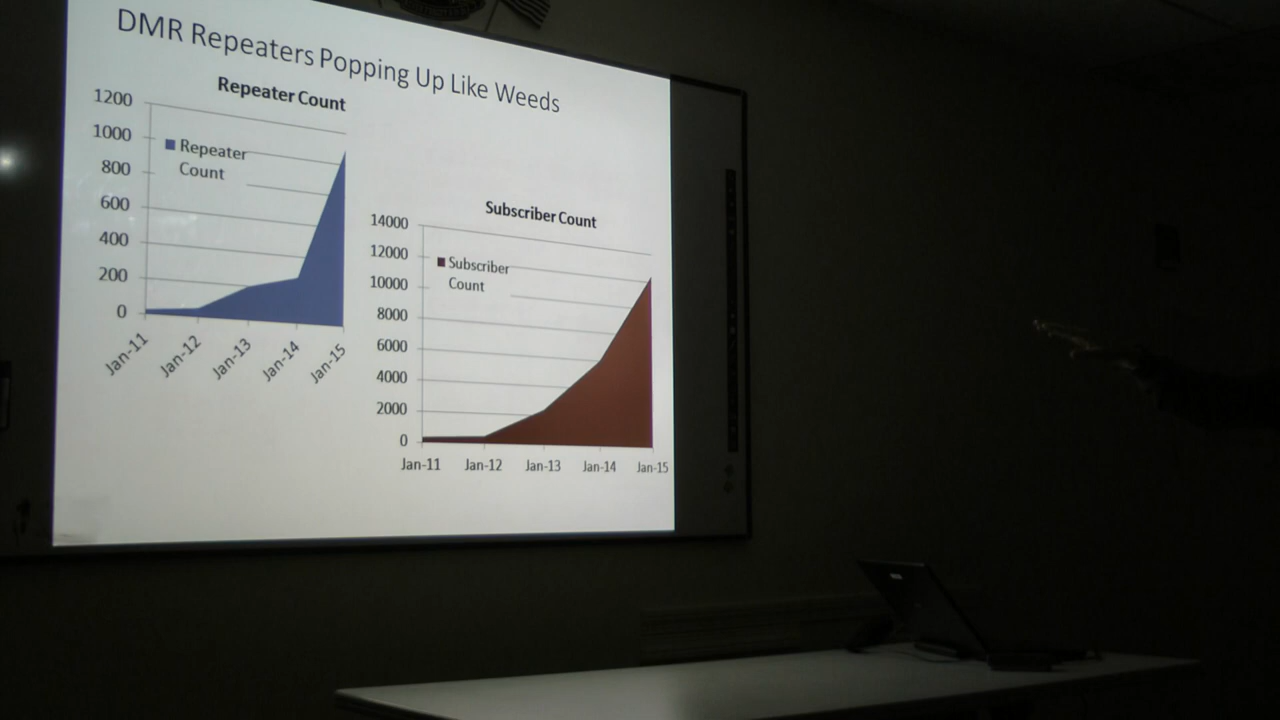 DMR Repeaters Popping Up Like Weeds
Repeater Count
1200
1000
800
600
400
200
0
Repeater
Count
Jan-11
Jan-12
Jan-13
Jan-14
Jan-15
Subscriber Count
14000
12000
10000
8000
6000
4000
2000
0
Subscriber
Count
Jan-11
Jan-12
Jan-13
Jan-14
Jan-15